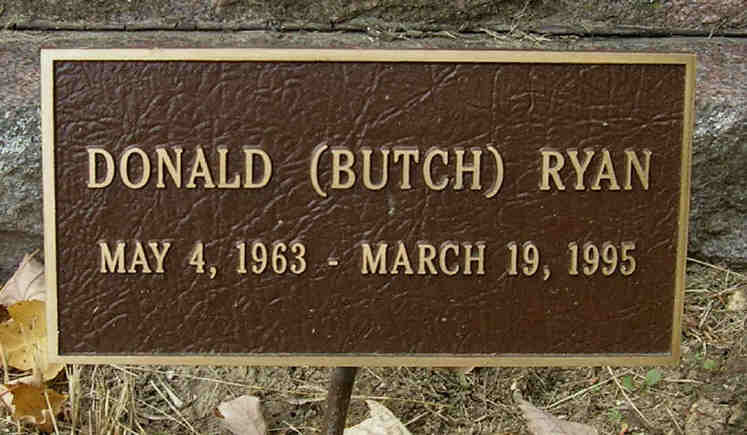 DONALD (BUTCH) RYAN
MAY 4, 1963 - MARCH 19, 1995